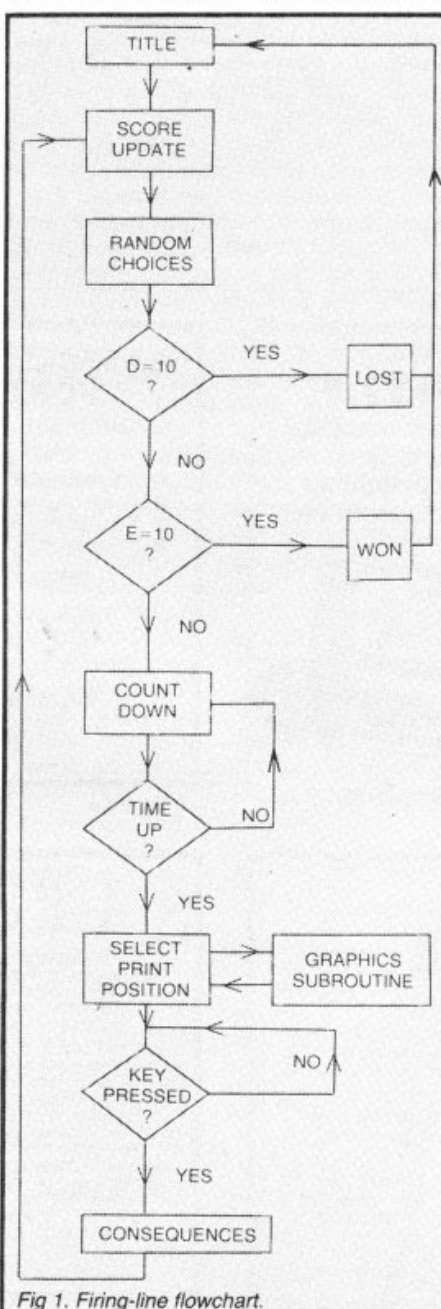 TITLE
SCORE
UPDATE
RANDOM
CHOICES
D=10
?
YES
LOST
NO
E=10
?
YES
WON
NO
COUNT
DOWN
TIME
UP
?
NO
YES
SELECT
PRINT
POSITION
GRAPHICS
SUBROUTINE
KEY
PRESSED
?
NO
YES
CONSEQUENCES
Fig 1. Firing-line flowchart.